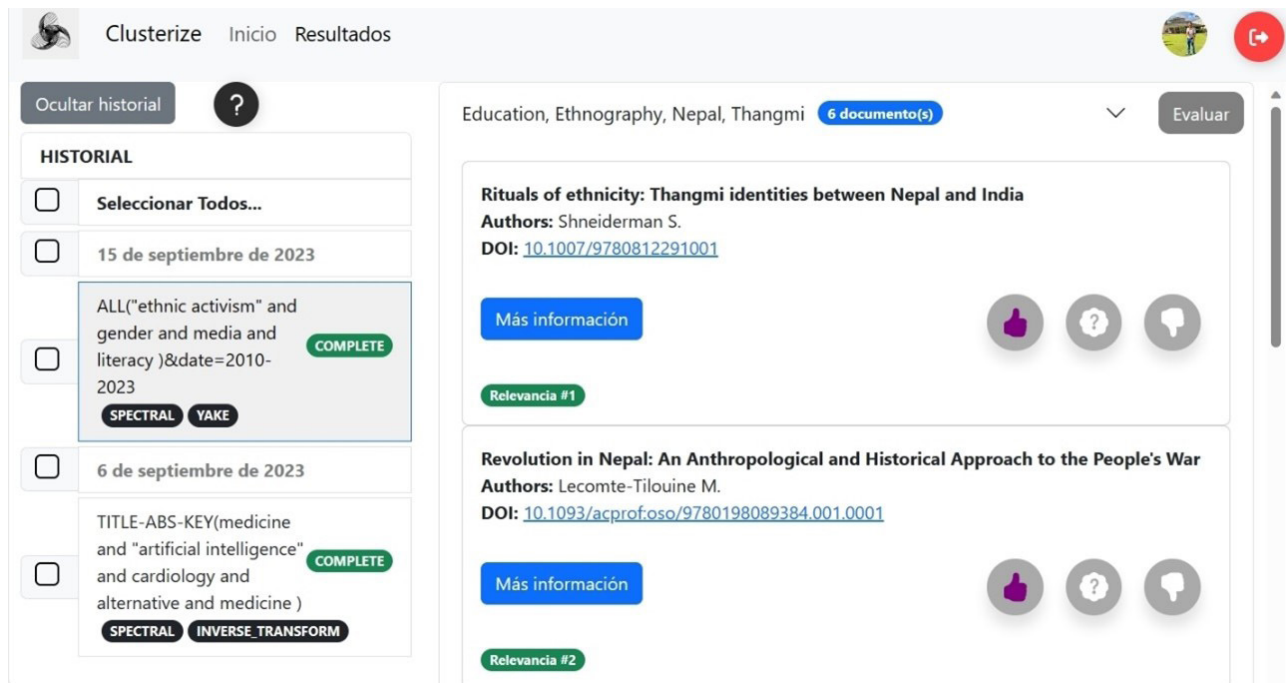 Clusterize Inicio Resultados
Ocultar historial ?
HISTORIAL
Seleccionar Todos...
15 de septiembre de 2023
ALL("ethnic activism" and
gender and media and
literacy )&date=2010-
2023
COMPLETE
SPECTRAL YAKE
6 de septiembre de 2023
TITLE-ABS-KEY(medicine
and "artificial intelligence"
and cardiology and
alternative and medicine )
COMPLETE
SPECTRAL INVERSE_TRANSFORM
Education, Ethnography, Nepal, Thangmi 6 documento(s) Evaluar
Rituals of ethnicity: Thangmi identities between Nepal and India
Authors: Shneiderman S.
DOI: 10.1007/9780812291001
Más información ?
Relevancia #1
Revolution in Nepal: An Anthropological and Historical Approach to the People's War
Authors: Lecomte-Tilouine M.
DOI: 10.1093/acprof:oso/9780198089384.001.0001
Más información ?
Relevancia #2